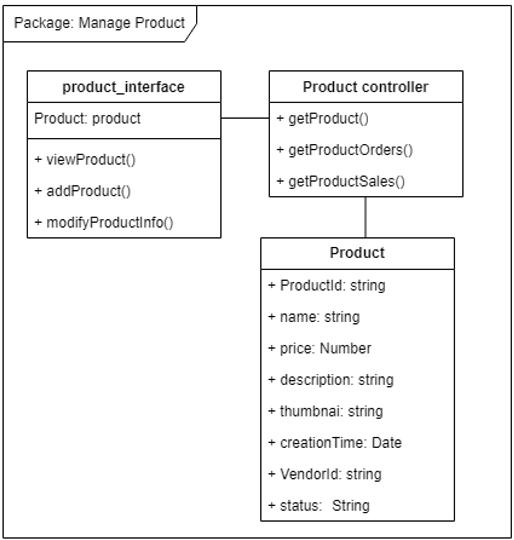 Package: Manage Product
product_interface
Product: product
+ viewProduct()
+ addProduct()
+ modifyProductInfo()
Product controller
+ getProduct()
+ getProductOrders()
+ getProductSales()
Product
+ ProductId: string
+ name: string
+ price: Number
+ description: string
+ thumbnai: string
+ creationTime: Date
+ VendorId: string
+ status: String